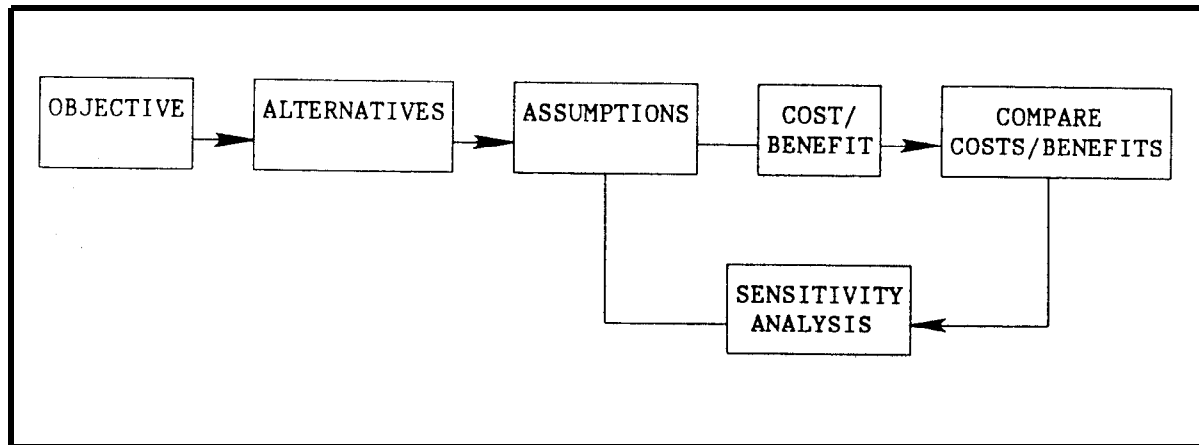 OBJECTIVE
ALTERNATIVES
ASSUMPTIONS
COST/
BENEFIT
COMPARE
COSTS/BENEFITS
SENSITIVITY
ANALYSIS